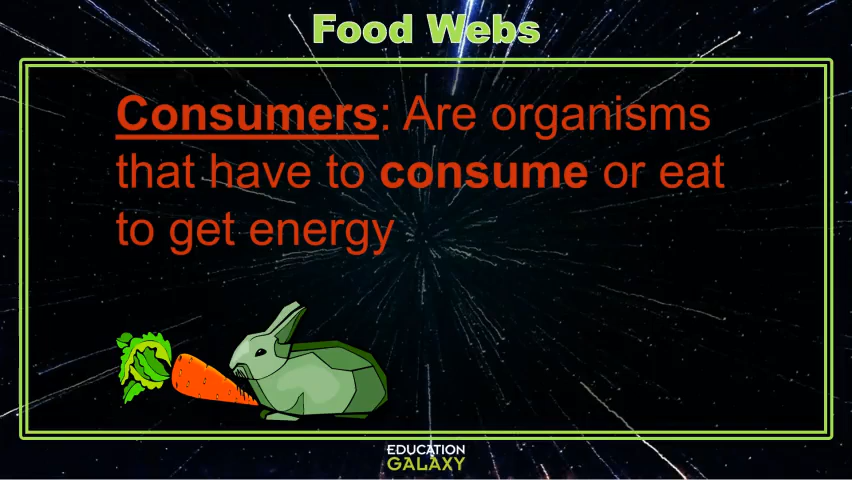 Food Webs
Consumers: Are organisms
that have to consume or eat
to get energy
EDUCATION
GALAXY